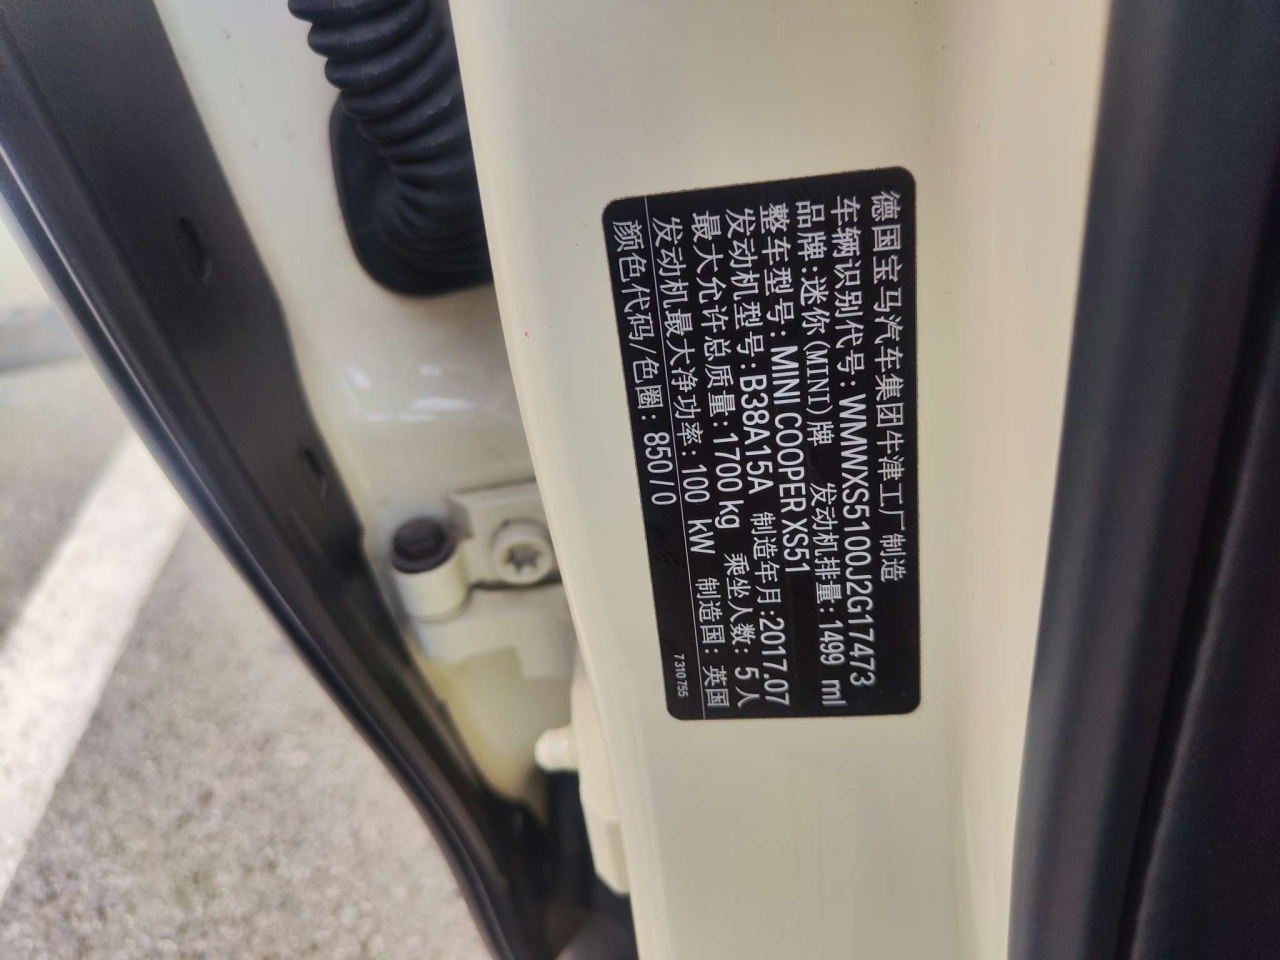 德国宝马汽车集团牛津工厂制造
车辆识别代号: WMWXS5100J2G17473
品牌:迷你(MINI)牌 发动机排量: 1499 ml
整车型号: MINI COOPER XS51
发动机型号: B38A15A 制造年月:2017.07
最大允许总质量: 1700 kg 乘坐人数: 5人
发动机最大净功率: 100 kW 制造国: 英国
颜色代码/色圈: 850/0 7 310 755